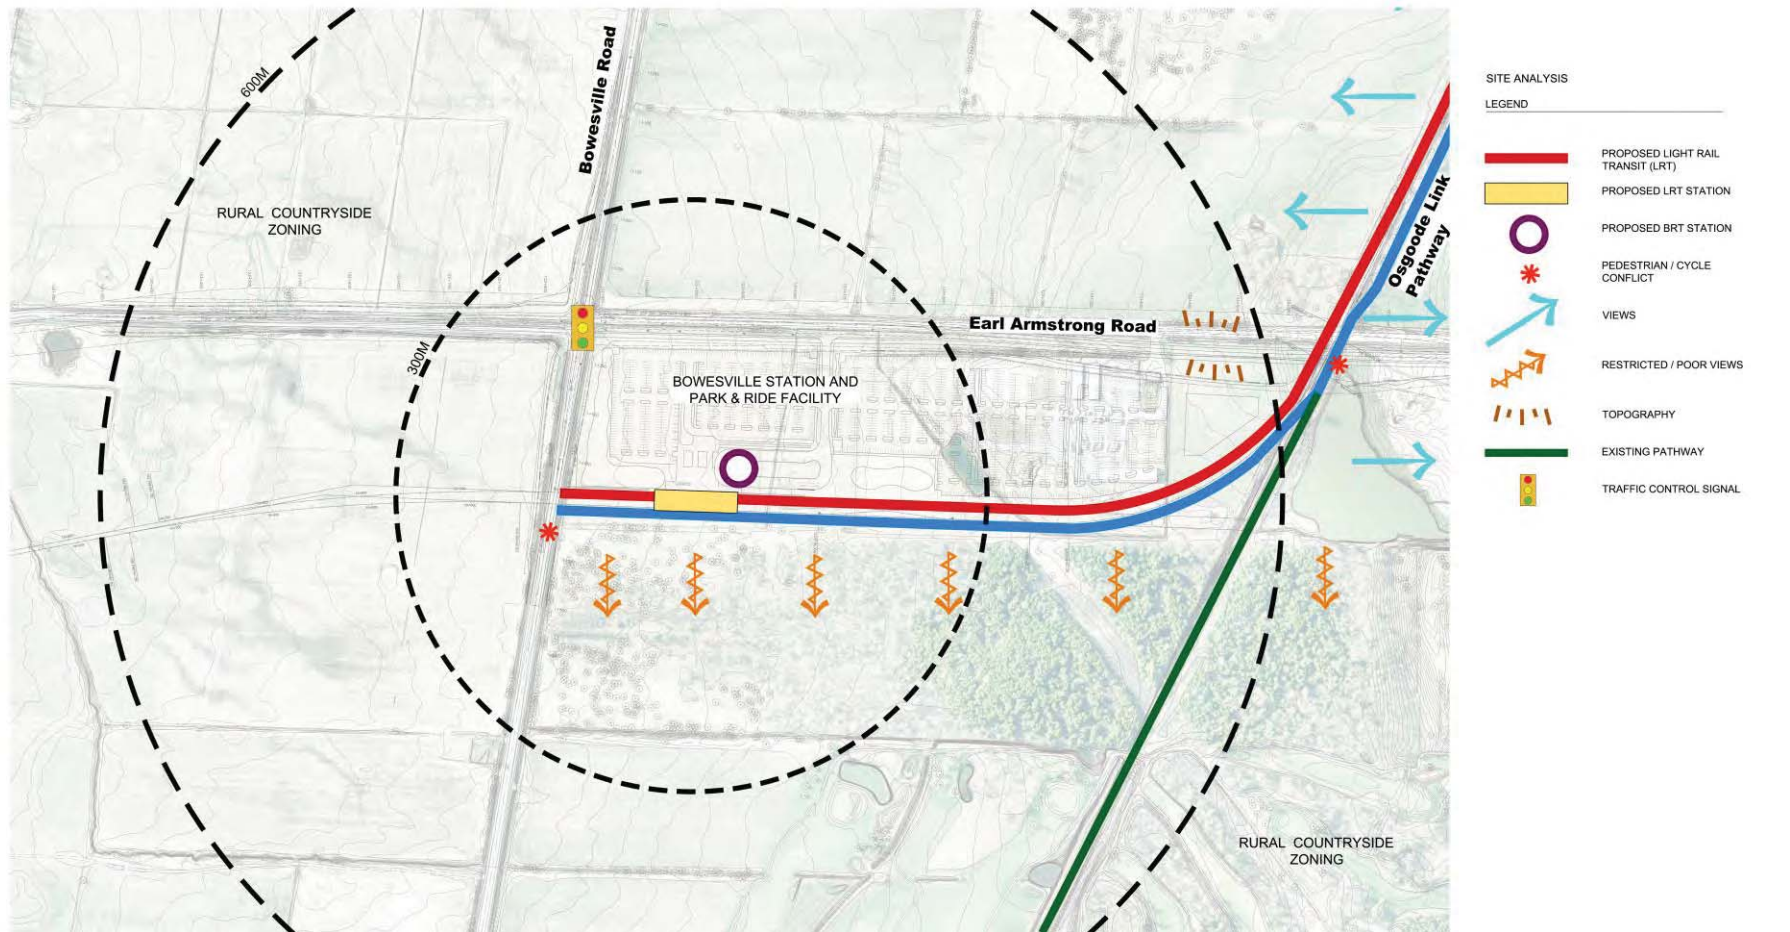 Bowesville Road
600M
RURAL COUNTRYSIDE
ZONING
300M
Osgoode Link
Pathway
Earl Armstrong Road
BOWESVILLE STATION AND
PARK & RIDE FACILITY
RURAL COUNTRYSIDE
ZONING
SITE ANALYSIS
LEGEND
PROPOSED LIGHT RAIL
TRANSIT (LRT)
PROPOSED LRT STATION
PROPOSED BRT STATION
PEDESTRIAN / CYCLE
CONFLICT
VIEWS
RESTRICTED / POOR VIEWS
TOPOGRAPHY
EXISTING PATHWAY
TRAFFIC CONTROL SIGNAL